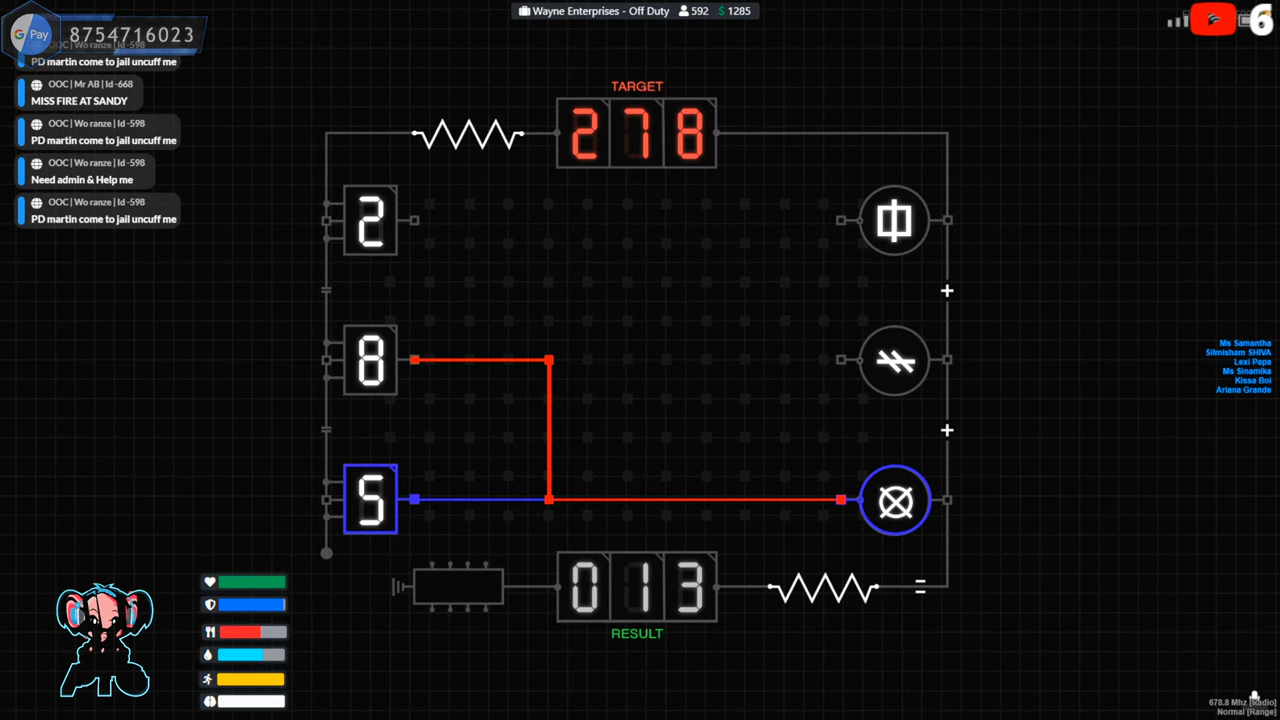 Wayne Enterprises - Off Duty 592 $ 1285
G Pay 8754716023
6
OOC | Wo ranze | Id -598
PD martin come to jail uncuff me
OOC | Mr AB | Id -668
MISS FIRE AT SANDY
OOC | Wo ranze | Id -598
PD martin come to jail uncuff me
OOC | Wo ranze | Id -598
Need admin & Help me
OOC | Wo ranze | Id -598
PD martin come to jail uncuff me
TARGET
278
2
8
5
+
+
=
013
RESULT
Ms Samantha
Silmisham SHIVA
Lexi Papa
Ms Sinamika
Kissa Boi
Ariana Grande
678.8 Mhz [Radio]
Normal [Range]